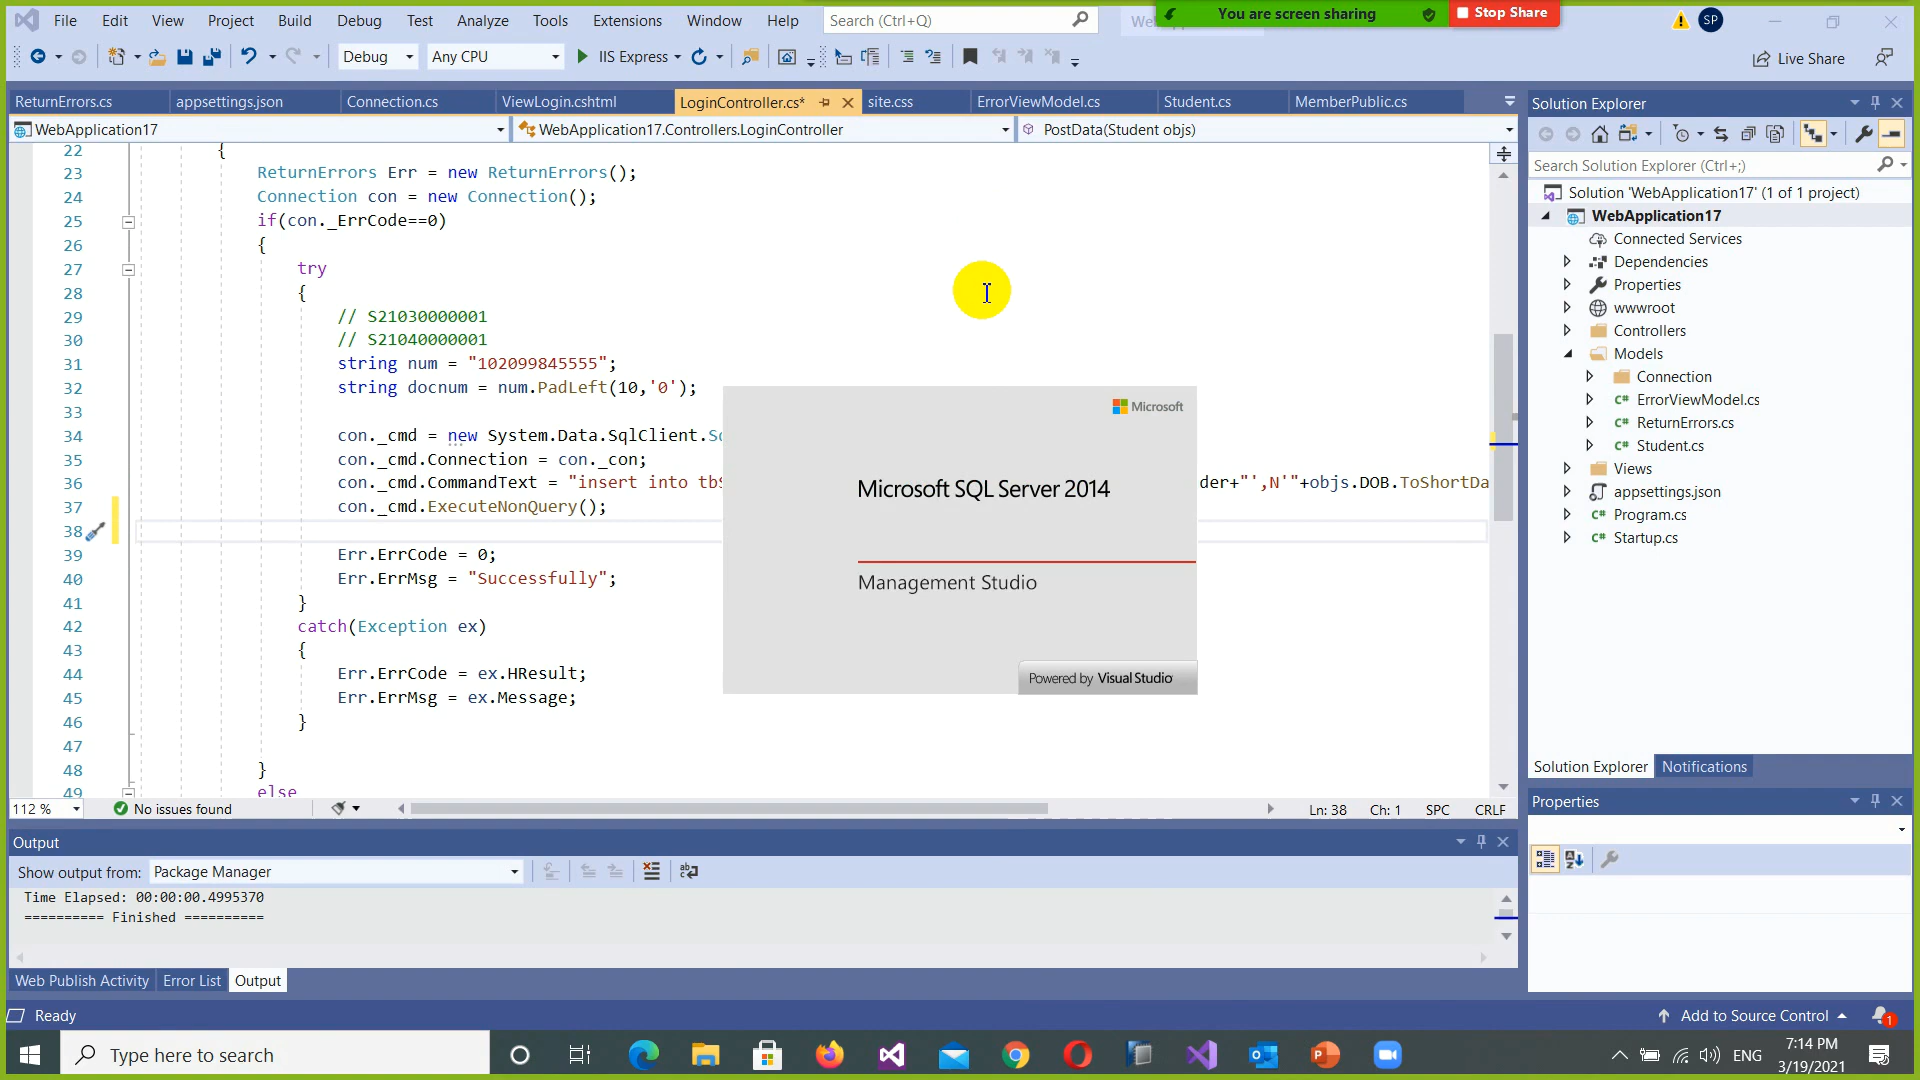 File Edit View Project Build Debug Test Analyze Tools Extensions Window Help Search (Ctrl+Q)
You are screen sharing Stop Share
SP
Debug Any CPU IIS Express Live Share
ReturnErrors.cs appsettings.json Connection.cs ViewLogin.cshtml LoginController.cs* site.css ErrorViewModel.cs Student.cs MemberPublic.cs
WebApplication17 WebApplication17.Controllers.LoginController PostData(Student objs)
22 {
23 ReturnErrors Err = new ReturnErrors();
24 Connection con = new Connection();
25 if(con._ErrCode==0)
26 {
27 try
28 {
29 // S21030000001
30 // S21040000001
31 string num = "102099845555";
32 string docnum = num.PadLeft(10,'0');
33
34 con._cmd = new System.Data.SqlClient.
35 con._cmd.Connection = con._con;
36 con._cmd.CommandText = "insert into der+"',N'"+objs.DOB.ToShortDa
37 con._cmd.ExecuteNonQuery();
38
39 Err.ErrCode = 0;
40 Err.ErrMsg = "Successfully";
41 }
42 catch(Exception ex)
43 {
44 Err.ErrCode = ex.HResult;
45 Err.ErrMsg = ex.Message;
46 }
47
48 }
49 else
Microsoft
Microsoft SQL Server 2014
Management Studio
Powered by Visual Studio
112 % No issues found Ln: 38 Ch: 1 SPC CRLF
Output
Show output from: Package Manager
Time Elapsed: 00:00:00.4995370
========== Finished ==========
Web Publish Activity Error List Output
Solution Explorer
Search Solution Explorer (Ctrl+;)
Solution 'WebApplication17' (1 of 1 project)
WebApplication17
Connected Services
Dependencies
Properties
wwwroot
Controllers
Models
Connection
C# ErrorViewModel.cs
C# ReturnErrors.cs
C# Student.cs
Views
appsettings.json
C# Program.cs
C# Startup.cs
Solution Explorer Notifications
Properties
Ready Add to Source Control 1
Type here to search
ENG
7:14 PM
3/19/2021